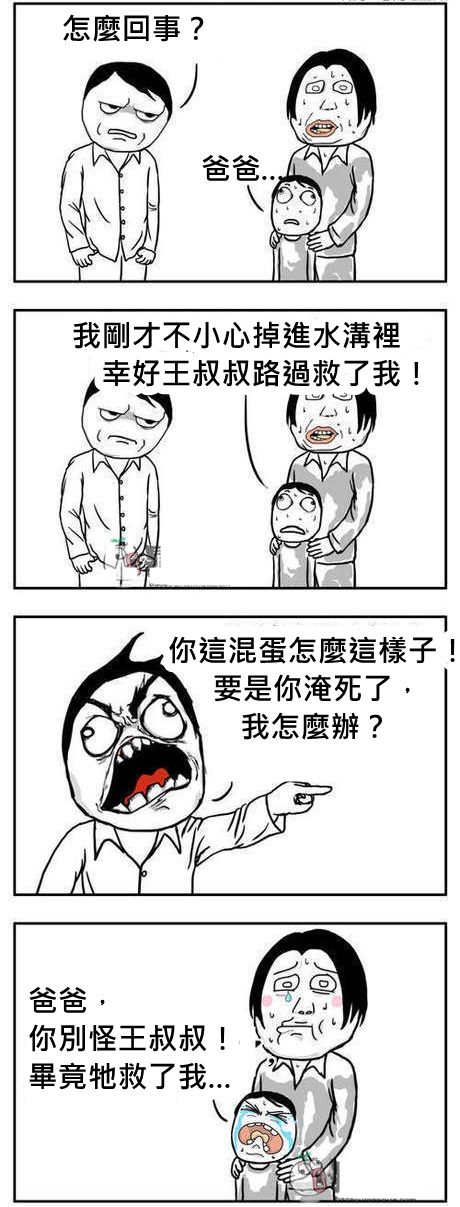 怎麼回事？
爸爸...
我剛才不小心掉進水溝裡
幸好王叔叔路過救了我！
你這混蛋怎麼這樣子！
要是你淹死了，
我怎麼辦？
爸爸，
你別怪王叔叔！
畢竟牠救了我...